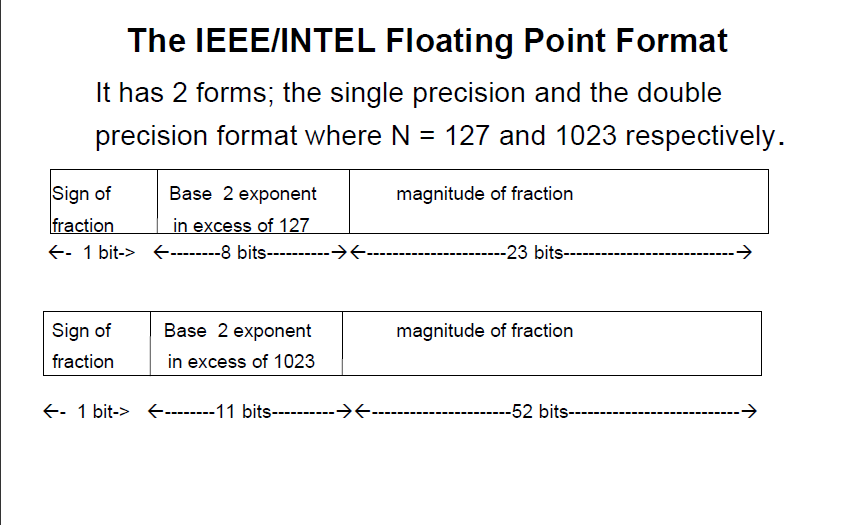 The IEEE/INTEL Floating Point Format
It has 2 forms; the single precision and the double
precision format where N = 127 and 1023 respectively.
Sign of Base 2 exponent magnitude of fraction
fraction in excess of 127
←- 1 bit-> ←--------8 bits----------→←----------------------23 bits---------------------------→
Sign of Base 2 exponent magnitude of fraction
fraction in excess of 1023
←- 1 bit-> ←--------11 bits----------→←----------------------52 bits---------------------------→